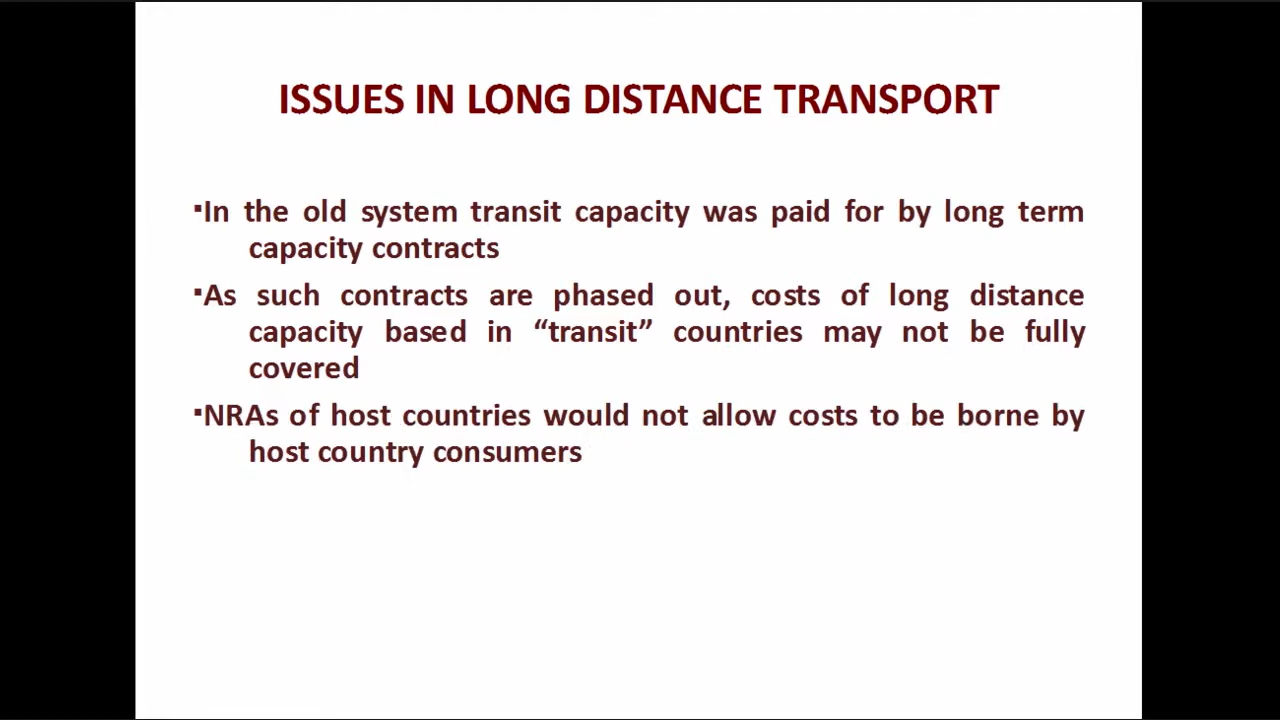 ISSUES IN LONG DISTANCE TRANSPORT
▪In the old system transit capacity was paid for by long term
capacity contracts
▪As such contracts are phased out, costs of long distance
capacity based in “transit” countries may not be fully
covered
▪NRAs of host countries would not allow costs to be borne by
host country consumers